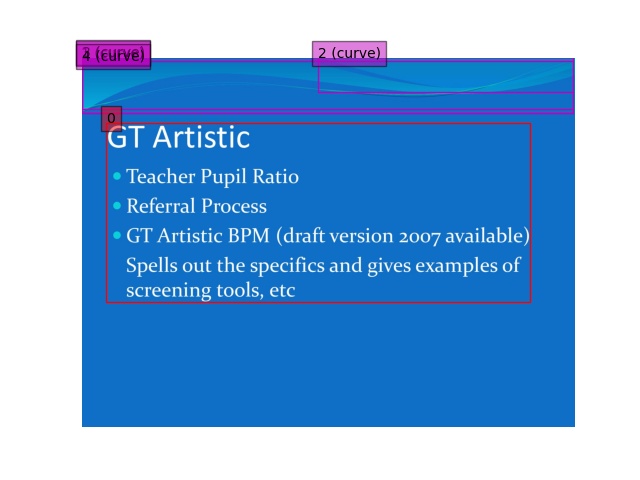 3 (curve)
4 (curve)
2 (curve)
0
GT Artistic
Teacher Pupil Ratio
Referral Process
GT Artistic BPM (draft version 2007 available)
Spells out the specifics and gives examples of
screening tools, etc